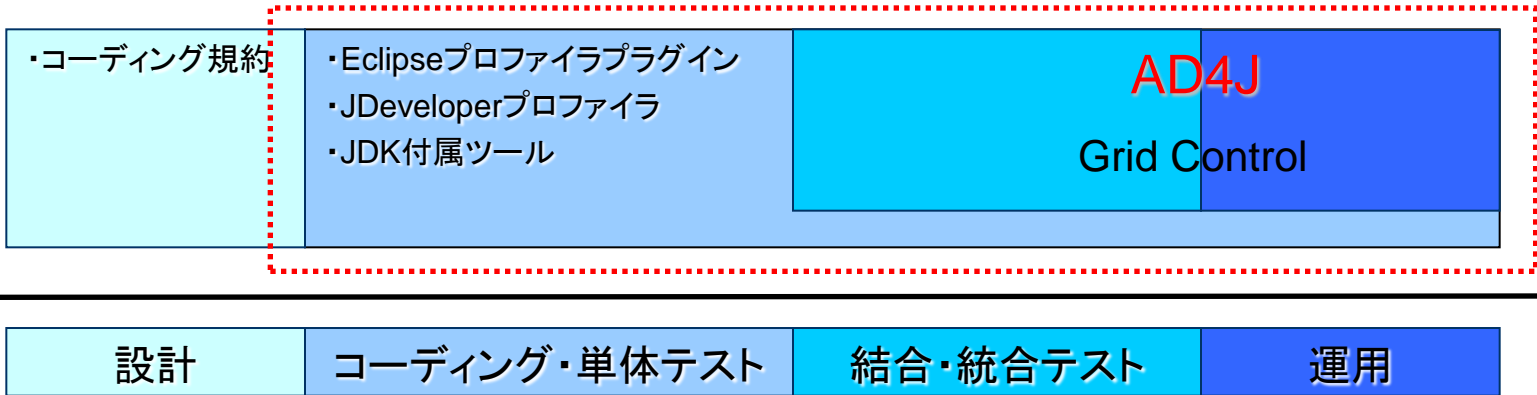 ・コーディング規約
・Eclipseプロファイラプラグイン
・JDeveloperプロファイラ
・JDK付属ツール
AD4J
Grid Control
設計
コーディング・単体テスト
結合・統合テスト
運用